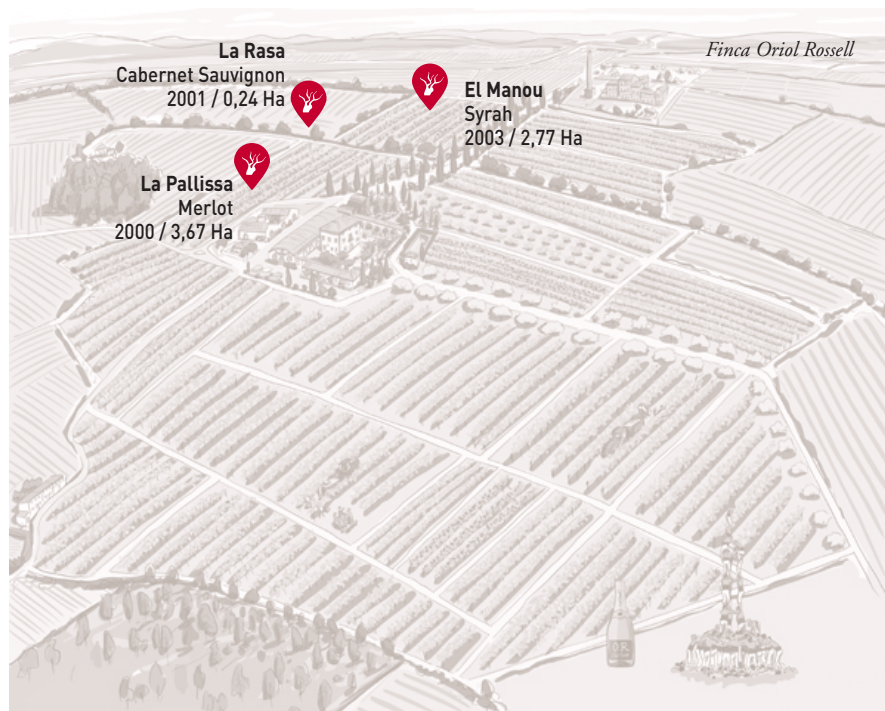 Finca Oriol Rossell
La Rasa
Cabernet Sauvignon
2001 / 0,24 Ha
El Manou
Syrah
2003 / 2,77 Ha
La Pallissa
Merlot
2000 / 3,67 Ha
OR